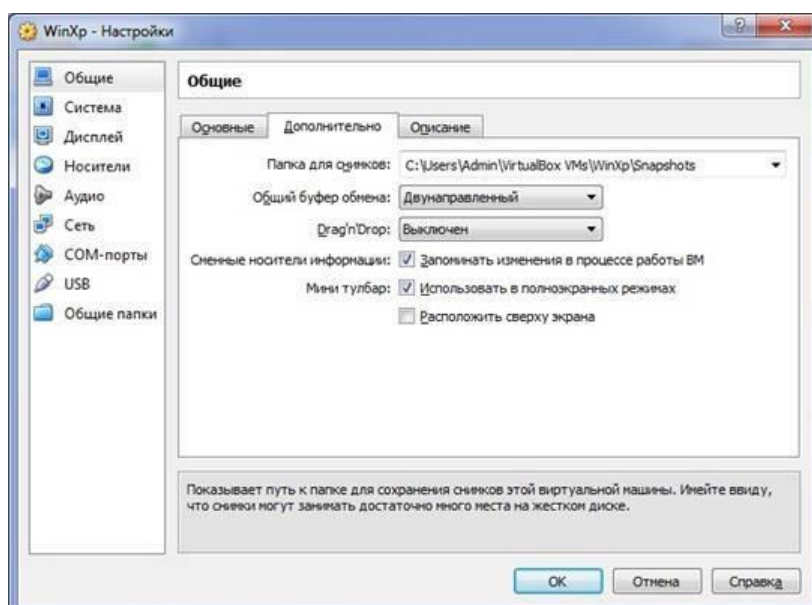 WinXp - Настройки
Общие
Система
Дисплей
Носители
Аудио
Сеть
COM-порты
USB
Общие папки
Общие
Основные Дополнительно Описание
Папка для снимков: C:\Users\Admin\VirtualBox VMs\WinXp\Snapshots
Общий буфер обмена: Двунаправленный
Drag'n'Drop: Выключен
Сменные носители информации: Запоминать изменения в процессе работы ВМ
Мини тулбар: Использовать в полноэкранных режимах
Расположить сверху экрана
Показывает путь к папке для сохранения снимков этой виртуальной машины. Имейте ввиду,
что снимки могут занимать достаточно много места на жестком диске.
OK Отмена Справка